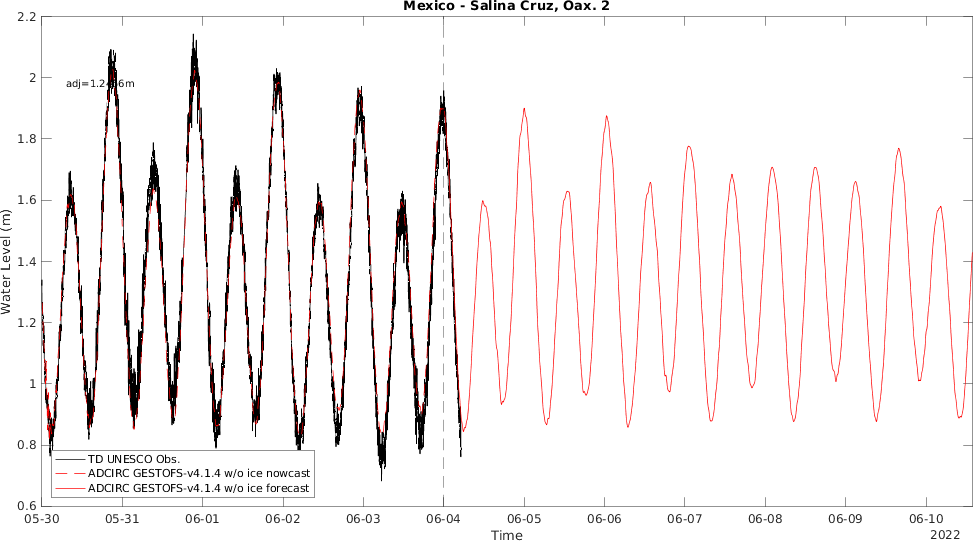 Mexico - Salina Cruz, Oax. 2
2.2
2
1.8
1.6
1.4
1.2
1
0.8
0.6
Water Level (m)
TD UNESCO Obs.
ADCIRC GESTOFS-v4.1.4 w/o ice nowcast
ADCIRC GESTOFS-v4.1.4 w/o ice forecast
05-30 05-31 06-01 06-02 06-03 06-04 06-05 06-06 06-07 06-08 06-09 06-10
2022
Time